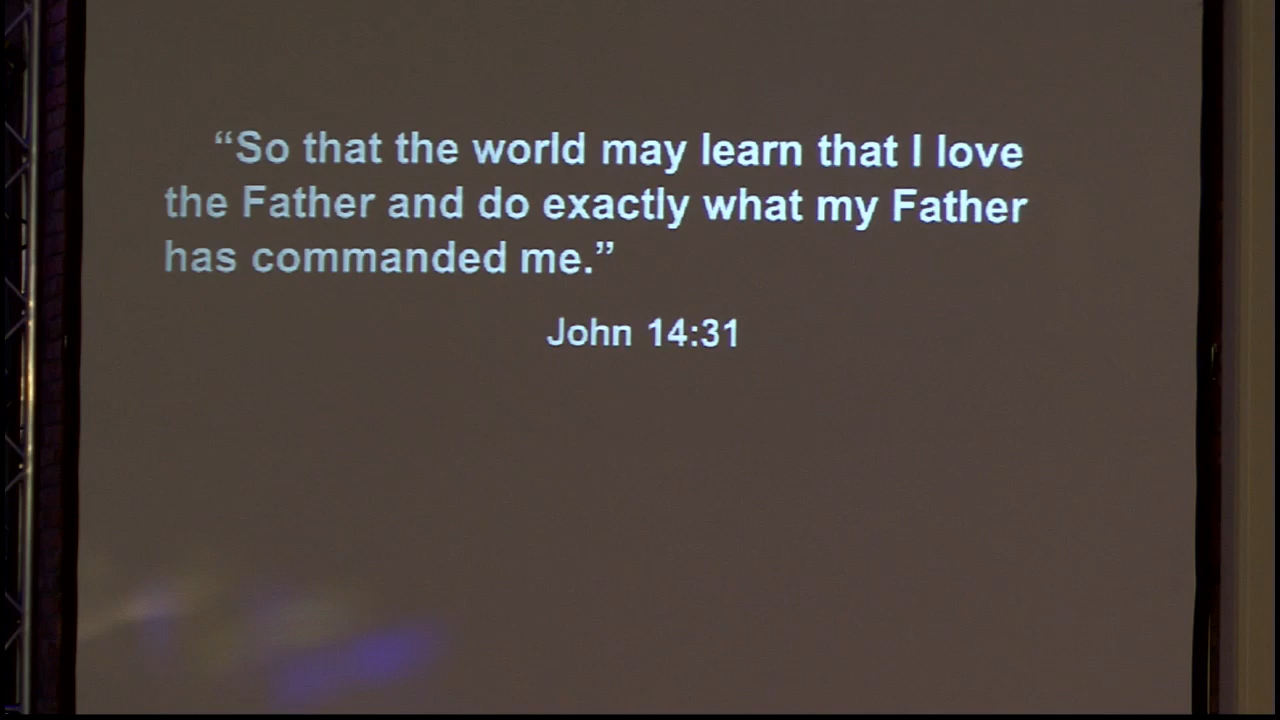 “So that the world may learn that I love
the Father and do exactly what my Father
has commanded me.”
John 14:31